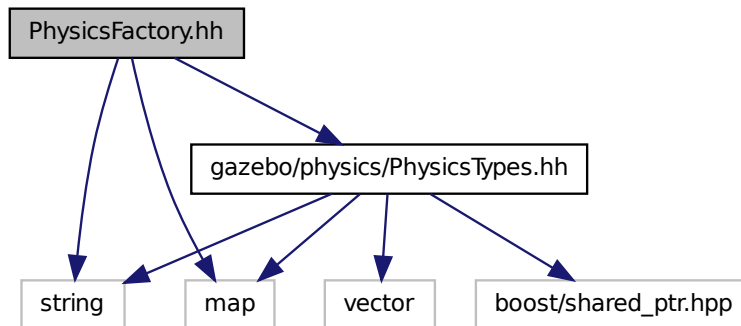 PhysicsFactory.hh
gazebo/physics/PhysicsTypes.hh
string
map
vector
boost/shared_ptr.hpp